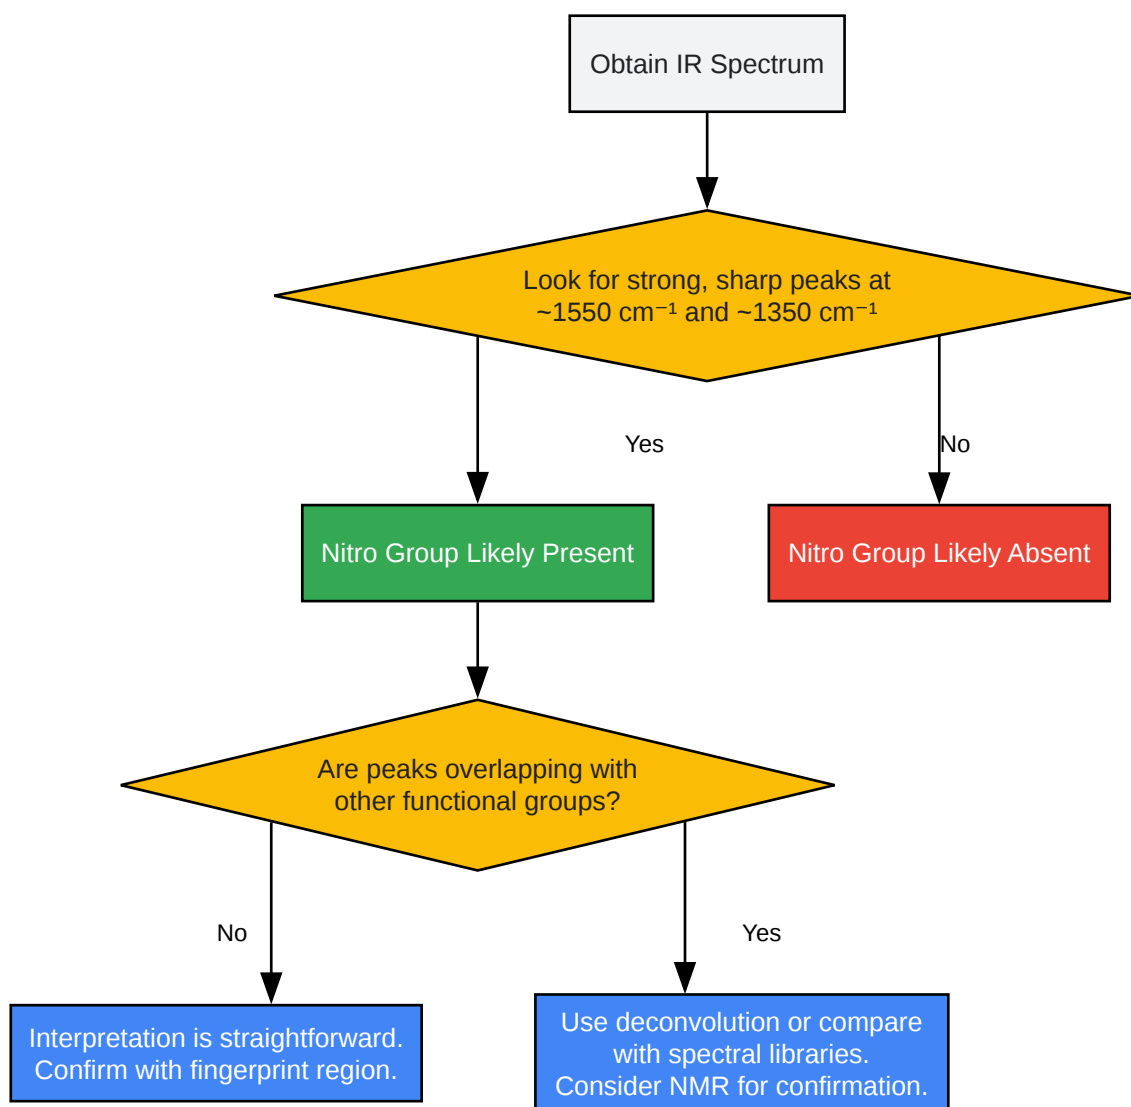 Obtain IR Spectrum
Look for strong, sharp peaks at
~1550 cm⁻¹ and ~1350 cm⁻¹
Yes
No
Nitro Group Likely Present
Nitro Group Likely Absent
Are peaks overlapping with
other functional groups?
No
Yes
Interpretation is straightforward.
Confirm with fingerprint region.
Use deconvolution or compare
with spectral libraries.
Consider NMR for confirmation.